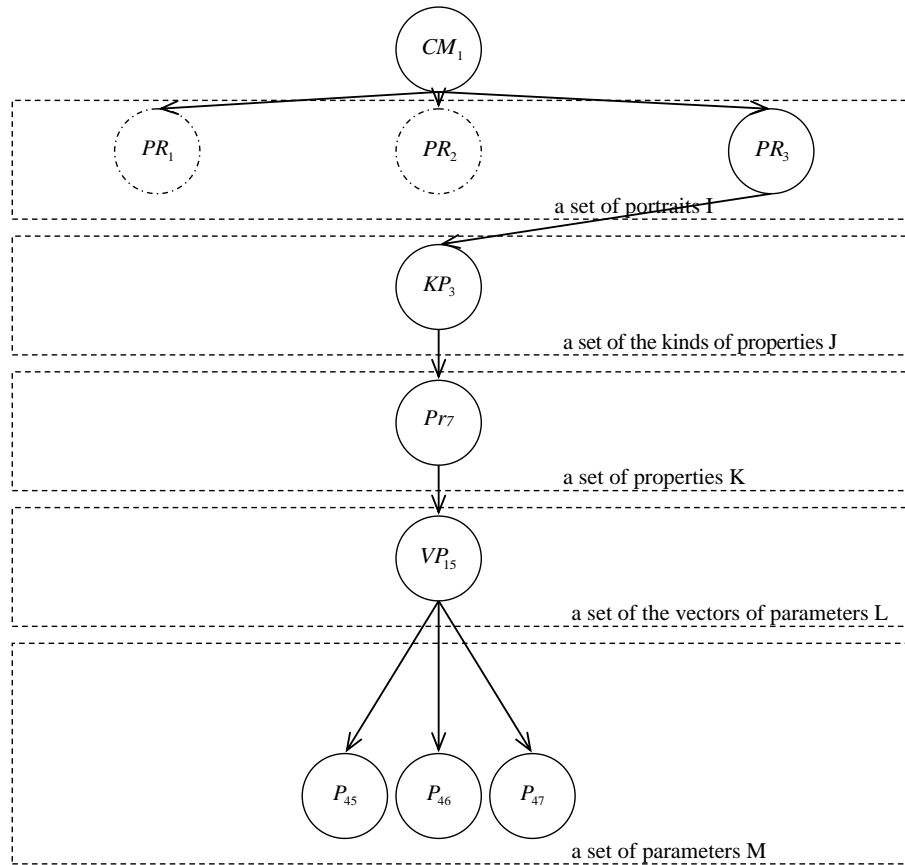 CM₁
PR₁ PR₂ PR₃
a set of portraits I
KP₃
a set of the kinds of properties J
Pr₇
a set of properties K
VP₁₅
a set of the vectors of parameters L
P₄₅ P₄₆ P₄₇
a set of parameters M